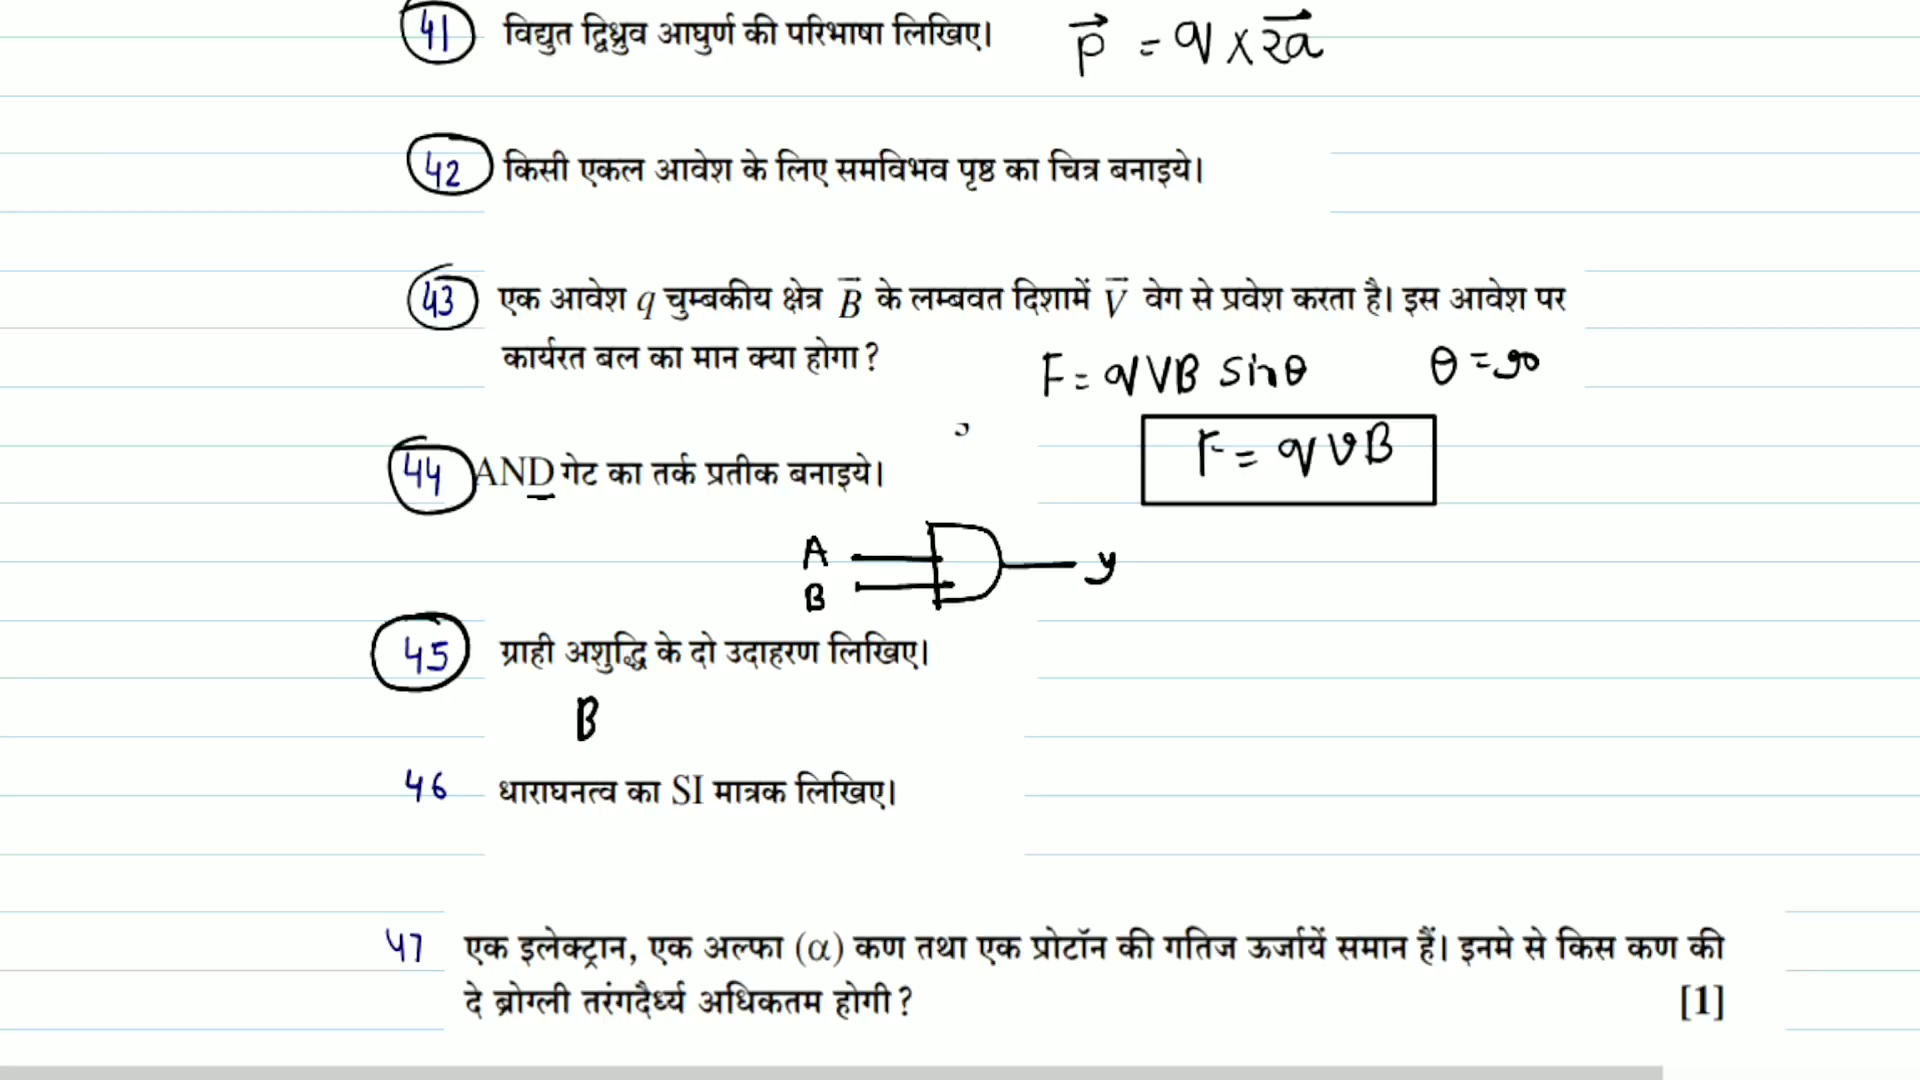 41 विद्युत द्विध्रुव आघुर्ण की परिभाषा लिखिए। p⃗ = q × 2a⃗
42 किसी एकल आवेश के लिए समविभव पृष्ठ का चित्र बनाइये।
43 एक आवेश q चुम्बकीय क्षेत्र B⃗ के लम्बवत दिशामें V⃗ वेग से प्रवेश करता है। इस आवेश पर
कार्यरत बल का मान क्या होगा?
F = qVB sinθ θ = 90
F = qVB
44 AND गेट का तर्क प्रतीक बनाइये।
A y
B
45 ग्राही अशुद्धि के दो उदाहरण लिखिए।
B
46 धाराघनत्व का SI मात्रक लिखिए।
47 एक इलेक्ट्रान, एक अल्फा (α) कण तथा एक प्रोटॉन की गतिज ऊर्जायें समान हैं। इनमे से किस कण की
दे ब्रोग्ली तरंगदैर्ध्य अधिकतम होगी? [1]